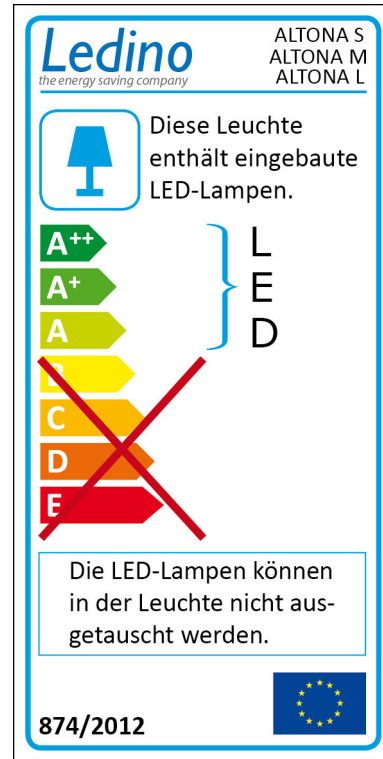 Ledino
the energy saving company
ALTONA S
ALTONA M
ALTONA L
Diese Leuchte
enthält eingebaute
LED-Lampen.
A++
A+
A
B
C
D
E
L
E
D
Die LED-Lampen können
in der Leuchte nicht aus-
getauscht werden.
874/2012